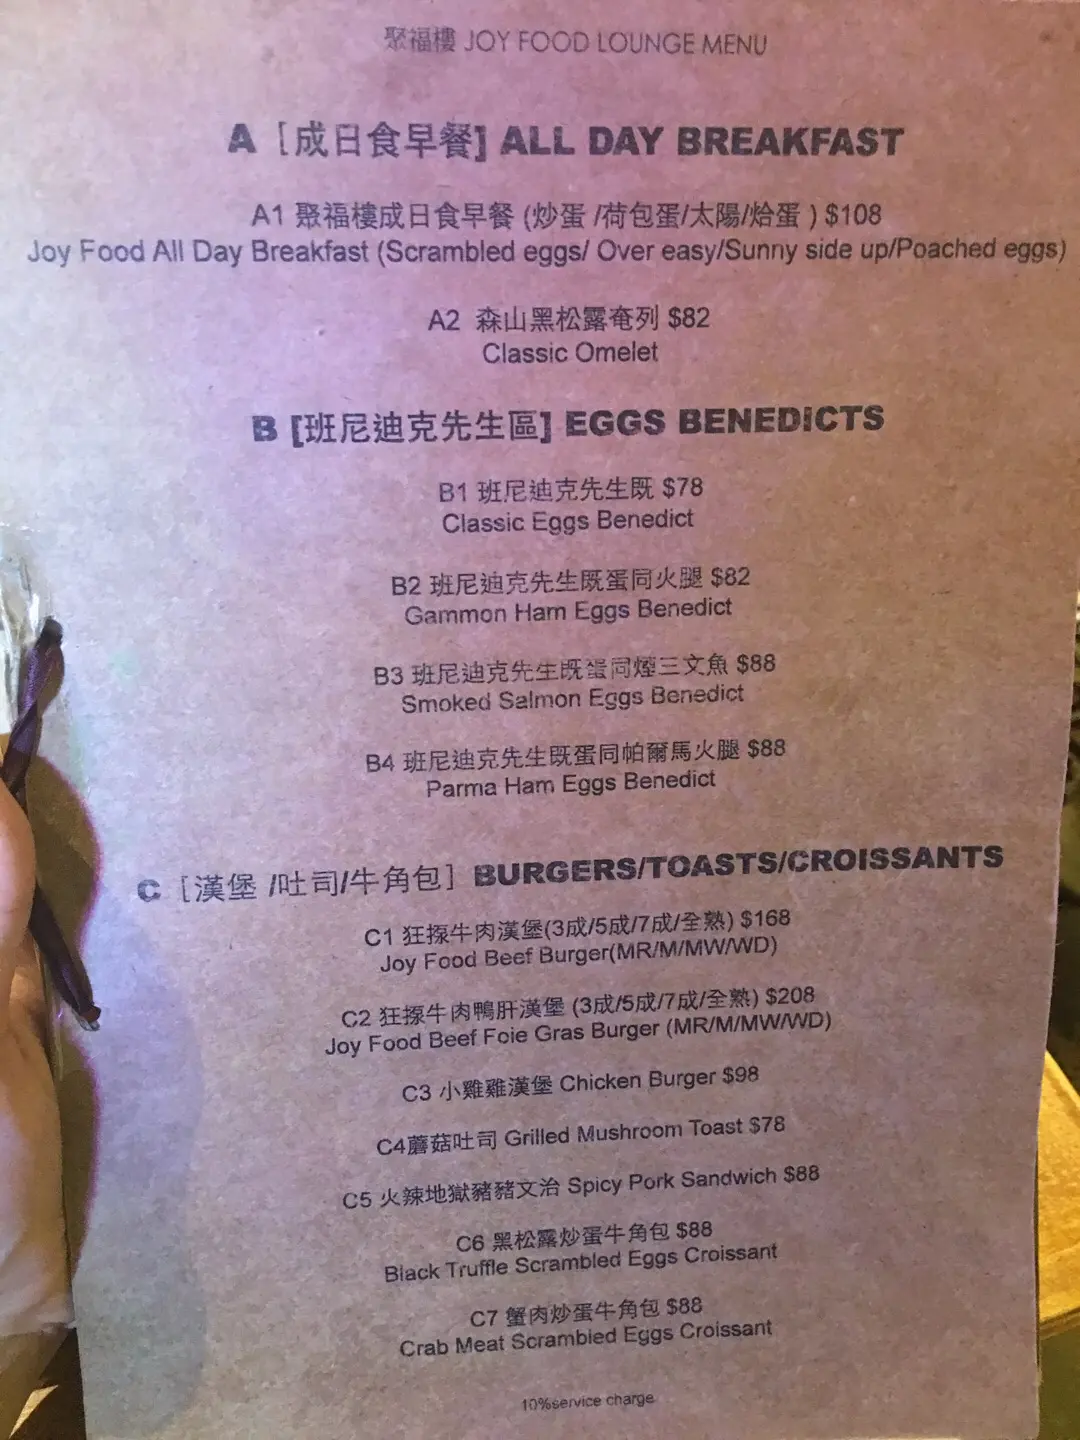 聚福樓 JOY FOOD LOUNGE MENU
A [成日食早餐] ALL DAY BREAKFAST
A1 聚福樓成日食早餐 (炒蛋 /荷包蛋/太陽/烚蛋 ) $108
Joy Food All Day Breakfast (Scrambled eggs/ Over easy/Sunny side up/Poached eggs)
A2 森山黑松露奄列 $82
Classic Omelet
B [班尼迪克先生區] EGGS BENEDICTS
B1 班尼迪克先生既 $78
Classic Eggs Benedict
B2 班尼迪克先生既蛋同火腿 $82
Gammon Ham Eggs Benedict
B3 班尼迪克先生既蛋同煙三文魚 $88
Smoked Salmon Eggs Benedict
B4 班尼迪克先生既蛋同帕爾馬火腿 $88
Parma Ham Eggs Benedict
C [漢堡 /吐司/牛角包] BURGERS/TOASTS/CROISSANTS
C1 狂揼牛肉漢堡(3成/5成/7成/全熟) $168
Joy Food Beef Burger(MR/M/MW/WD)
C2 狂揼牛肉鴨肝漢堡 (3成/5成/7成/全熟) $208
Joy Food Beef Foie Gras Burger (MR/M/MW/WD)
C3 小雞雞漢堡 Chicken Burger $98
C4蘑菇吐司 Grilled Mushroom Toast $78
C5 火辣地獄豬豬文治 Spicy Pork Sandwich $88
C6 黑松露炒蛋牛角包 $88
Black Truffle Scrambled Eggs Croissant
C7 蟹肉炒蛋牛角包 $88
Crab Meat Scrambled Eggs Croissant
10%service charge